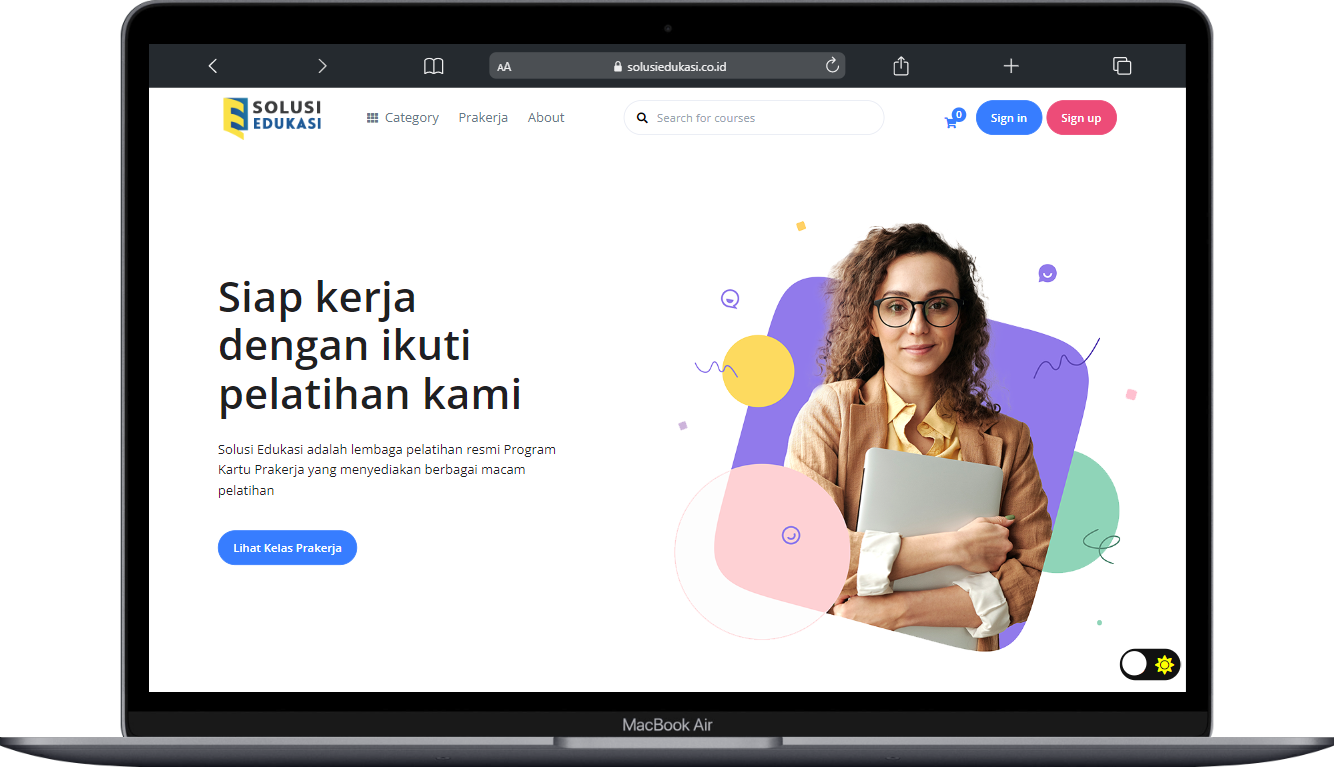 AA solusiedukasi.co.id
SOLUSI
EDUKASI
Category Prakerja About Search for courses 0 Sign in Sign up
Siap kerja
dengan ikuti
pelatihan kami
Solusi Edukasi adalah lembaga pelatihan resmi Program
Kartu Prakerja yang menyediakan berbagai macam
pelatihan
Lihat Kelas Prakerja
MacBook Air